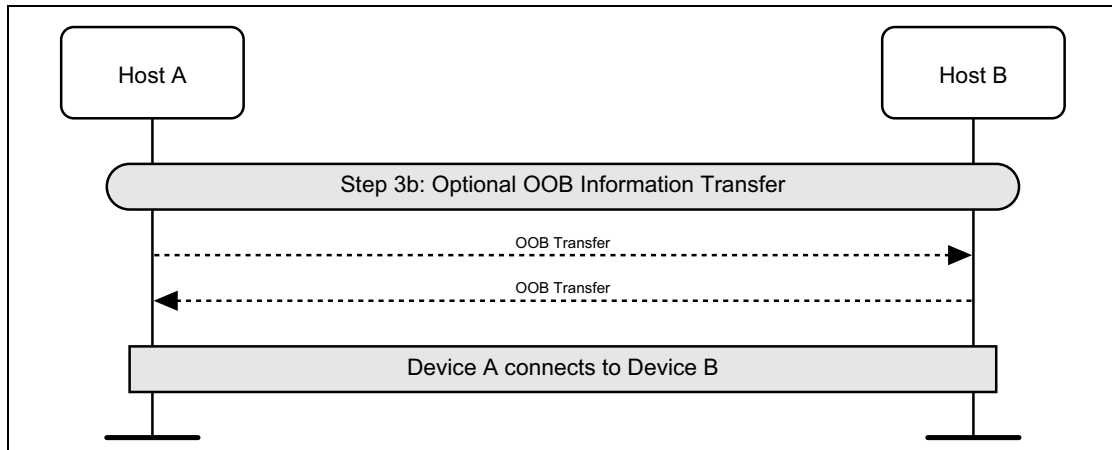 Host A
Host B
Step 3b: Optional OOB Information Transfer
OOB Transfer
OOB Transfer
Device A connects to Device B